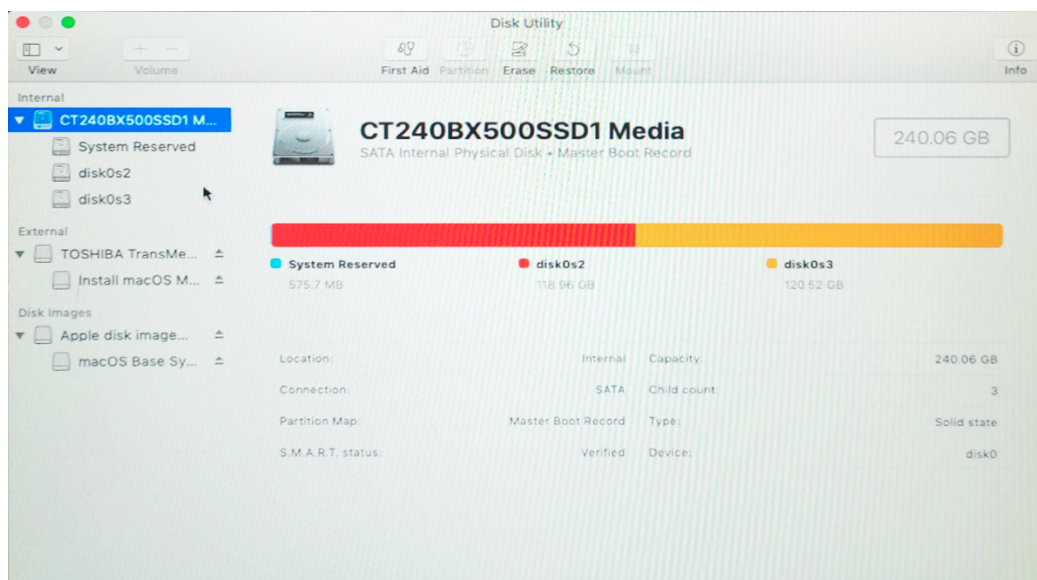 Disk Utility
View
Volume
First Aid
Partition
Erase
Restore
Mount
Info
Internal
CT240BX500SSD1 M...
System Reserved
disk0s2
disk0s3
External
TOSHIBA TransMe...
Install macOS M...
Disk Images
Apple disk image...
macOS Base Sy...
CT240BX500SSD1 Media
SATA Internal Physical Disk • Master Boot Record
240.06 GB
System Reserved
575.7 MB
disk0s2
118.96 GB
disk0s3
120.52 GB
Location: Internal
Capacity: 240.06 GB
Connection: SATA
Child count: 3
Partition Map: Master Boot Record
Type: Solid state
S.M.A.R.T. status: Verified
Device: disk0